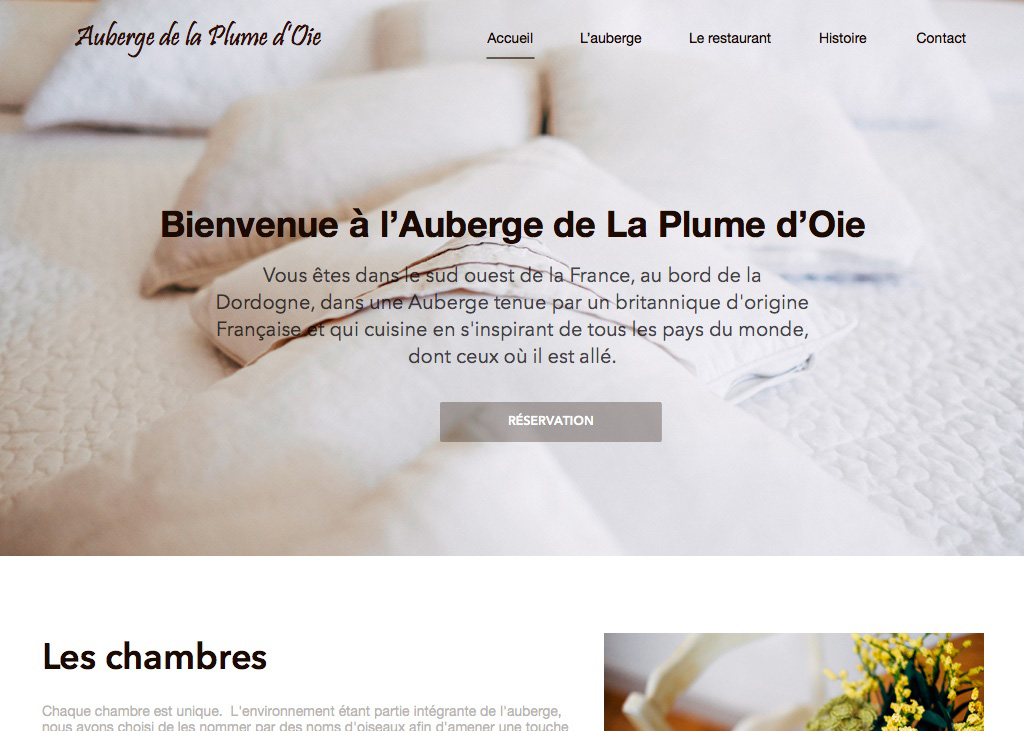 Auberge de la Plume d'Oie
Accueil L'auberge Le restaurant Histoire Contact
Bienvenue à l’Auberge de La Plume d’Oie
Vous êtes dans le sud ouest de la France, au bord de la
Dordogne, dans une Auberge tenue par un britannique d'origine
Française et qui cuisine en s'inspirant de tous les pays du monde,
dont ceux où il est allé.
RÉSERVATION
Les chambres
Chaque chambre est unique.  L'environnement étant partie intégrante de l'auberge,
nous avons choisi de les nommer par des noms d'oiseaux afin d'amener une touche